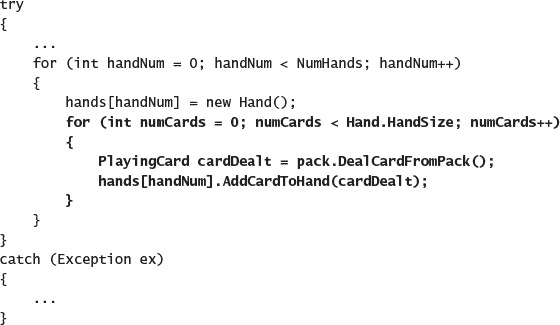 try
{
    ...
    for (int handNum = 0; handNum < NumHands; handNum++)
    {
        hands[handNum] = new Hand();
        for (int numCards = 0; numCards < Hand.HandSize; numCards++)
        {
            PlayingCard cardDealt = pack.DealCardFromPack();
            hands[handNum].AddCardToHand(cardDealt);
        }
    }
}
catch (Exception ex)
{
    ...
}